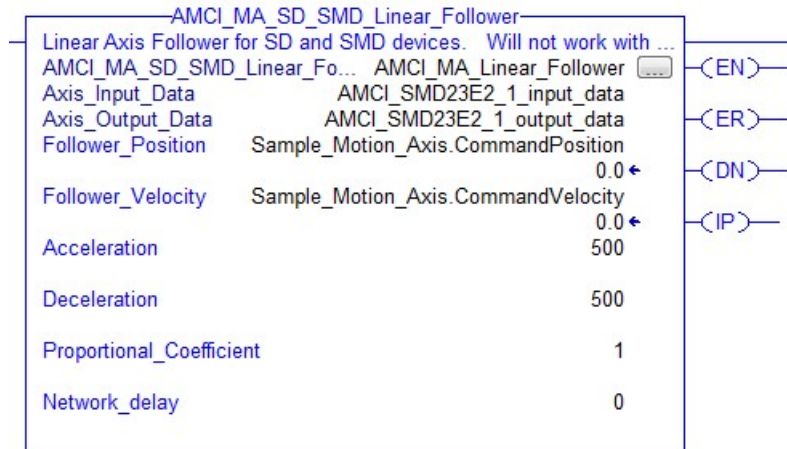 AMCI_MA_SD_SMD_Linear_Follower
Linear Axis Follower for SD and SMD devices. Will not work with ...
AMCI_MA_SD_SMD_Linear_Fo... AMCI_MA_Linear_Follower ... EN
Axis_Input_Data AMCI_SMD23E2_1_input_data
Axis_Output_Data AMCI_SMD23E2_1_output_data ER
Follower_Position Sample_Motion_Axis.CommandPosition
0.0 DN
Follower_Velocity Sample_Motion_Axis.CommandVelocity
0.0 IP
Acceleration 500
Deceleration 500
Proportional_Coefficient 1
Network_delay 0